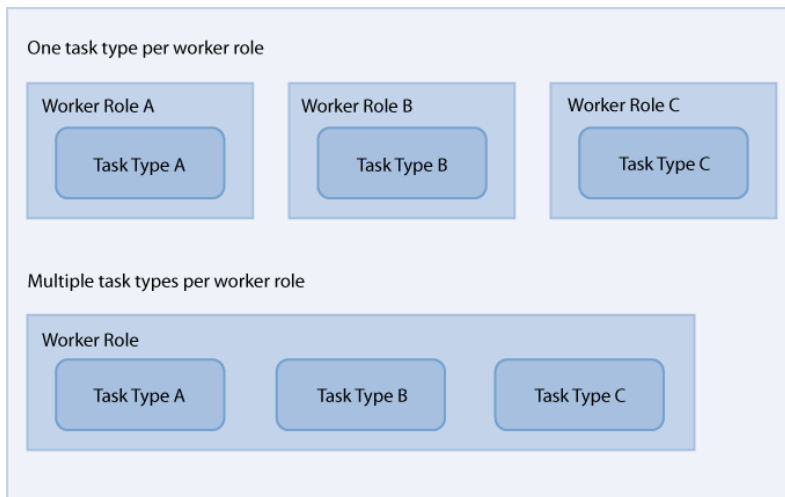 One task type per worker role
Worker Role A
Worker Role B
Worker Role C
Task Type A
Task Type B
Task Type C
Multiple task types per worker role
Worker Role
Task Type A
Task Type B
Task Type C